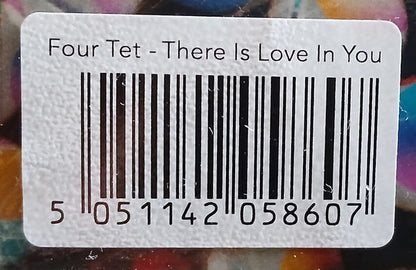 Four Tet - There Is Love In You
5 051142 058607